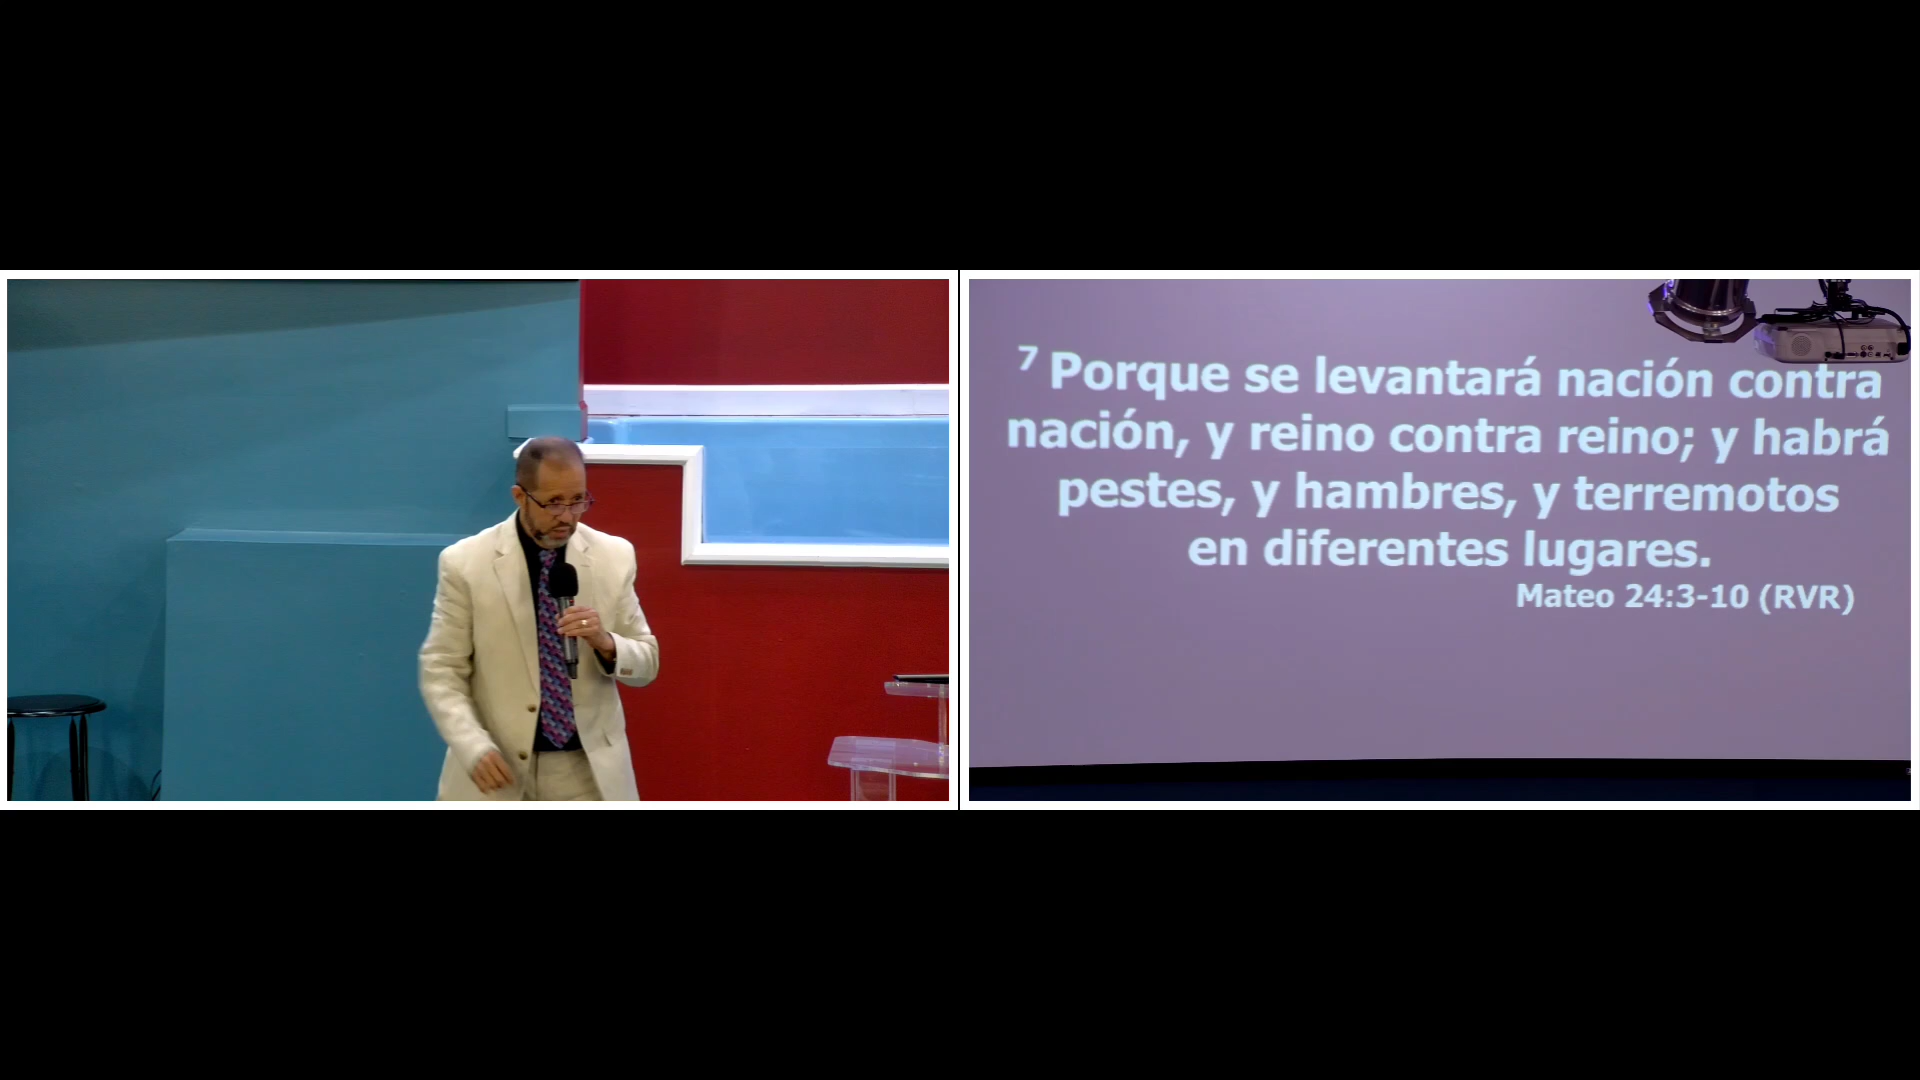 7 Porque se levantará nación contra
nación, y reino contra reino; y habrá
pestes, y hambres, y terremotos
en diferentes lugares.
Mateo 24:3-10 (RVR)